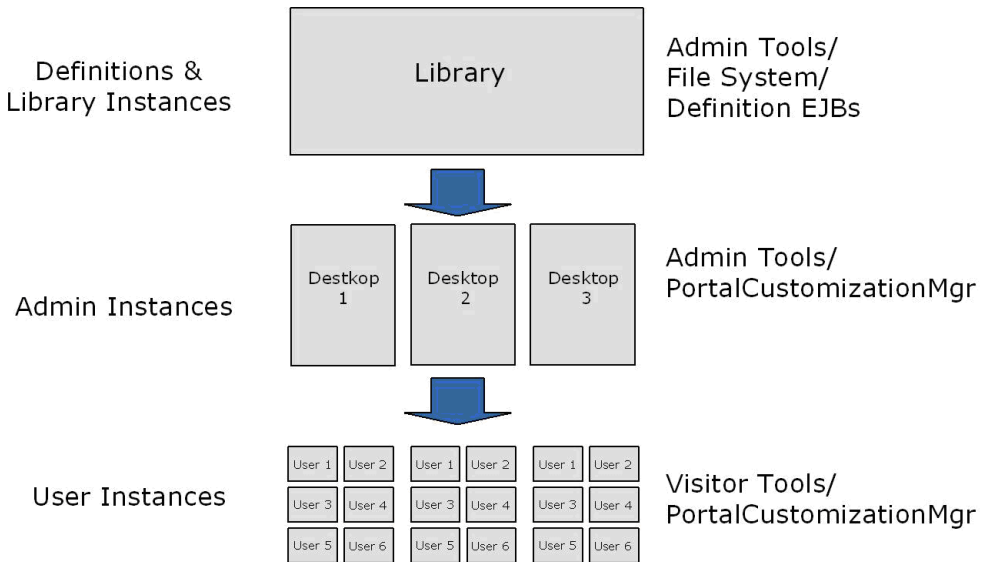 Definitions &
Library Instances
Library
Admin Tools/
File System/
Definition EJBs
Admin Instances
Destkop
1
Desktop
2
Desktop
3
Admin Tools/
PortalCustomizationMgr
User Instances
User 1 User 2 User 1 User 2 User 1 User 2
User 3 User 4 User 3 User 4 User 3 User 4
User 5 User 6 User 5 User 6 User 5 User 6
Visitor Tools/
PortalCustomizationMgr